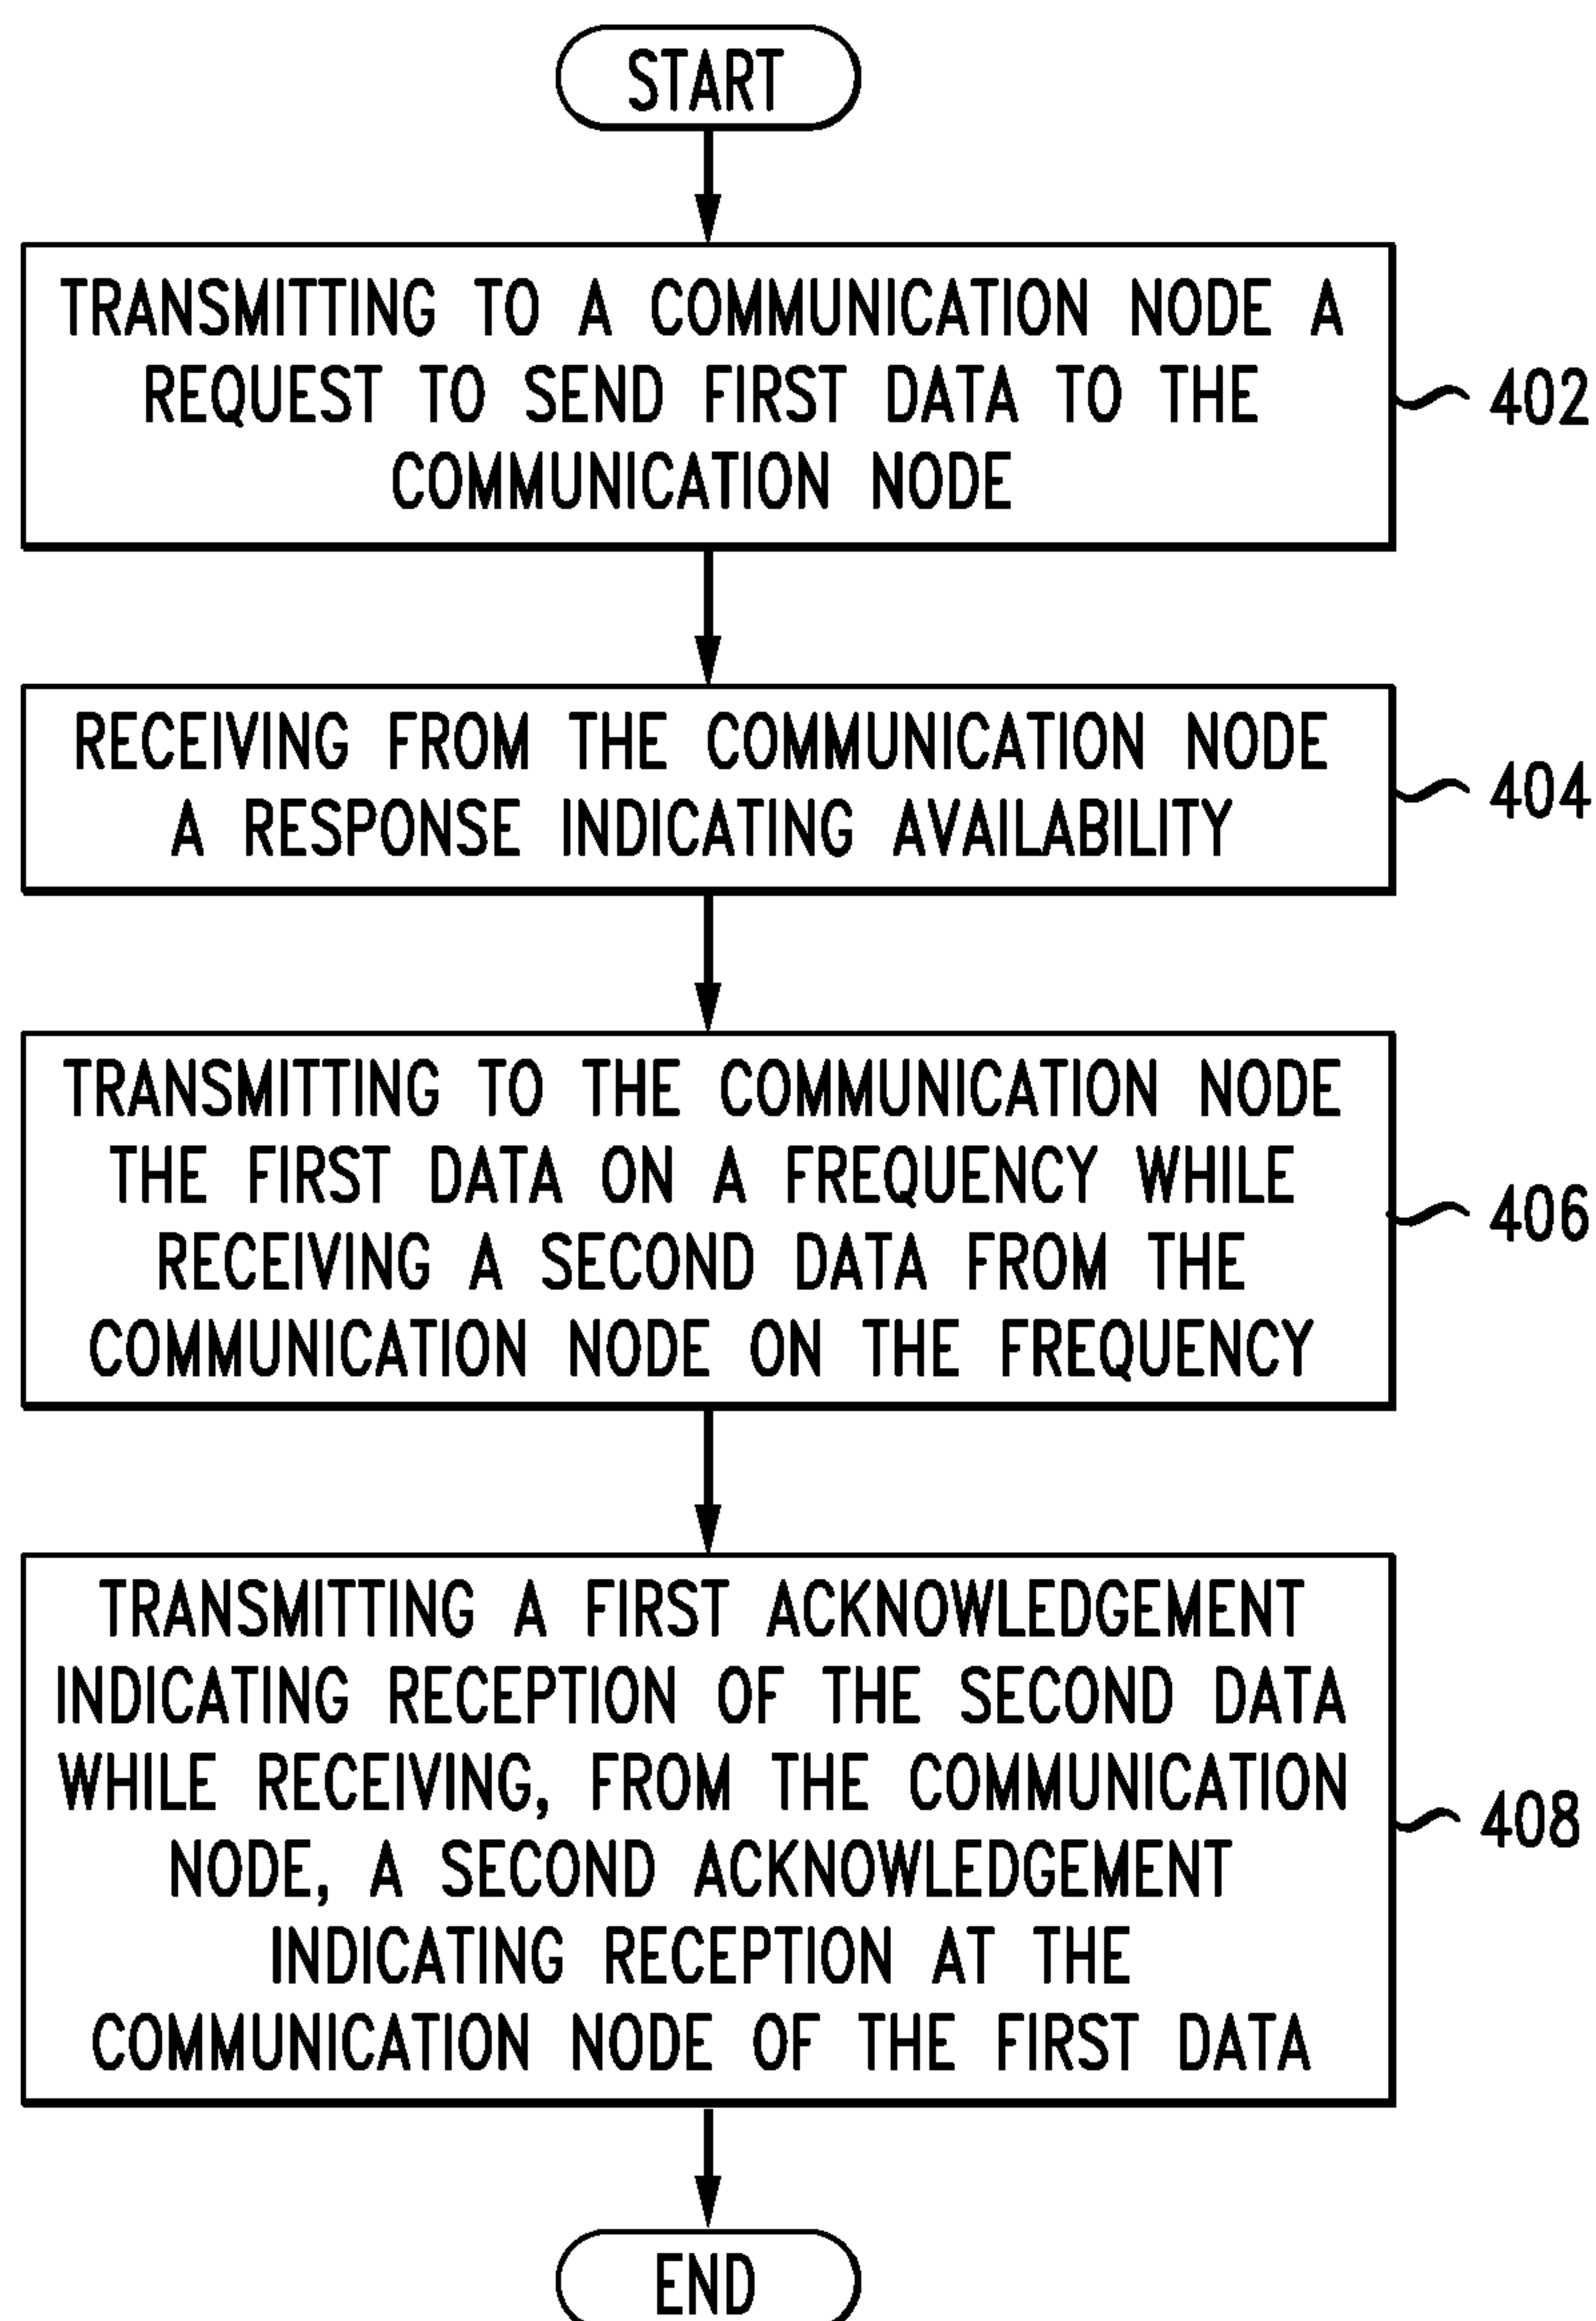 START
TRANSMITTING TO A COMMUNICATION NODE A
REQUEST TO SEND FIRST DATA TO THE
COMMUNICATION NODE
402
RECEIVING FROM THE COMMUNICATION NODE
A RESPONSE INDICATING AVAILABILITY
404
TRANSMITTING TO THE COMMUNICATION NODE
THE FIRST DATA ON A FREQUENCY WHILE
RECEIVING A SECOND DATA FROM THE
COMMUNICATION NODE ON THE FREQUENCY
406
TRANSMITTING A FIRST ACKNOWLEDGEMENT
INDICATING RECEPTION OF THE SECOND DATA
WHILE RECEIVING, FROM THE COMMUNICATION
NODE, A SECOND ACKNOWLEDGEMENT
INDICATING RECEPTION AT THE
COMMUNICATION NODE OF THE FIRST DATA
408
END